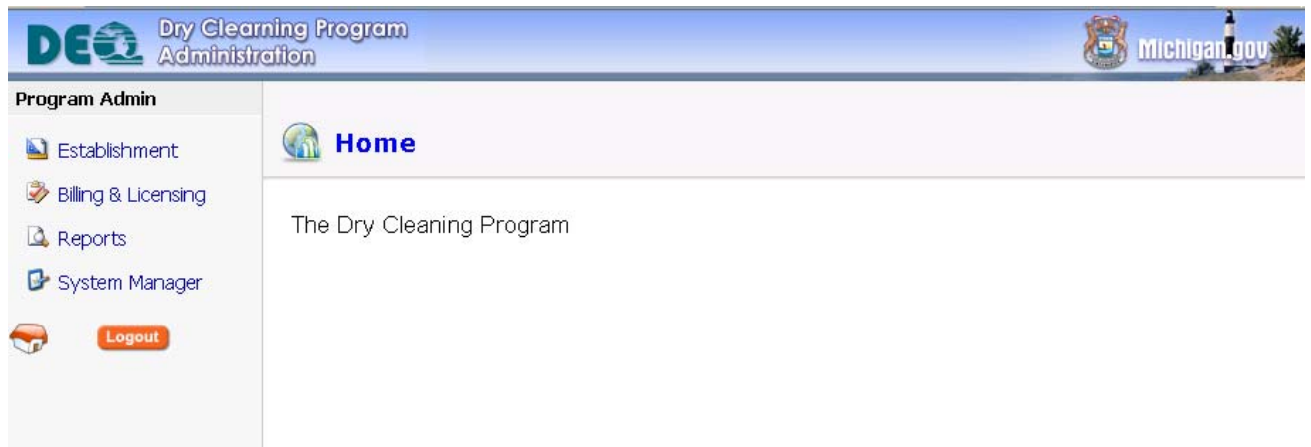 DEQ Dry Clearning Program
Administration
Michigan.gov
Program Admin
Establishment
Billing & Licensing
Reports
System Manager
Logout
Home
The Dry Cleaning Program